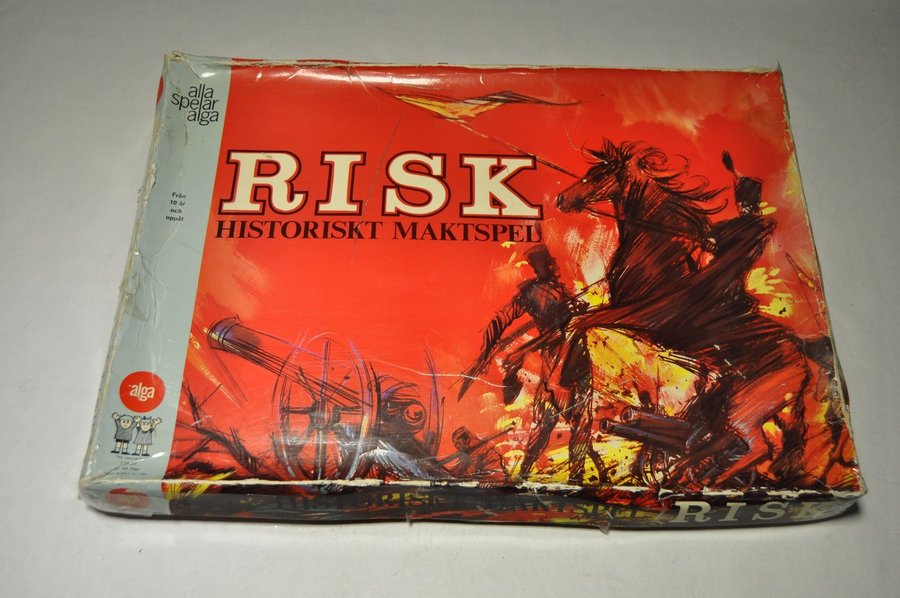 alla
spelar
alga
RISK
HISTORISKT MAKTSPEL
Från
10 år
och
uppåt
alga
RISK